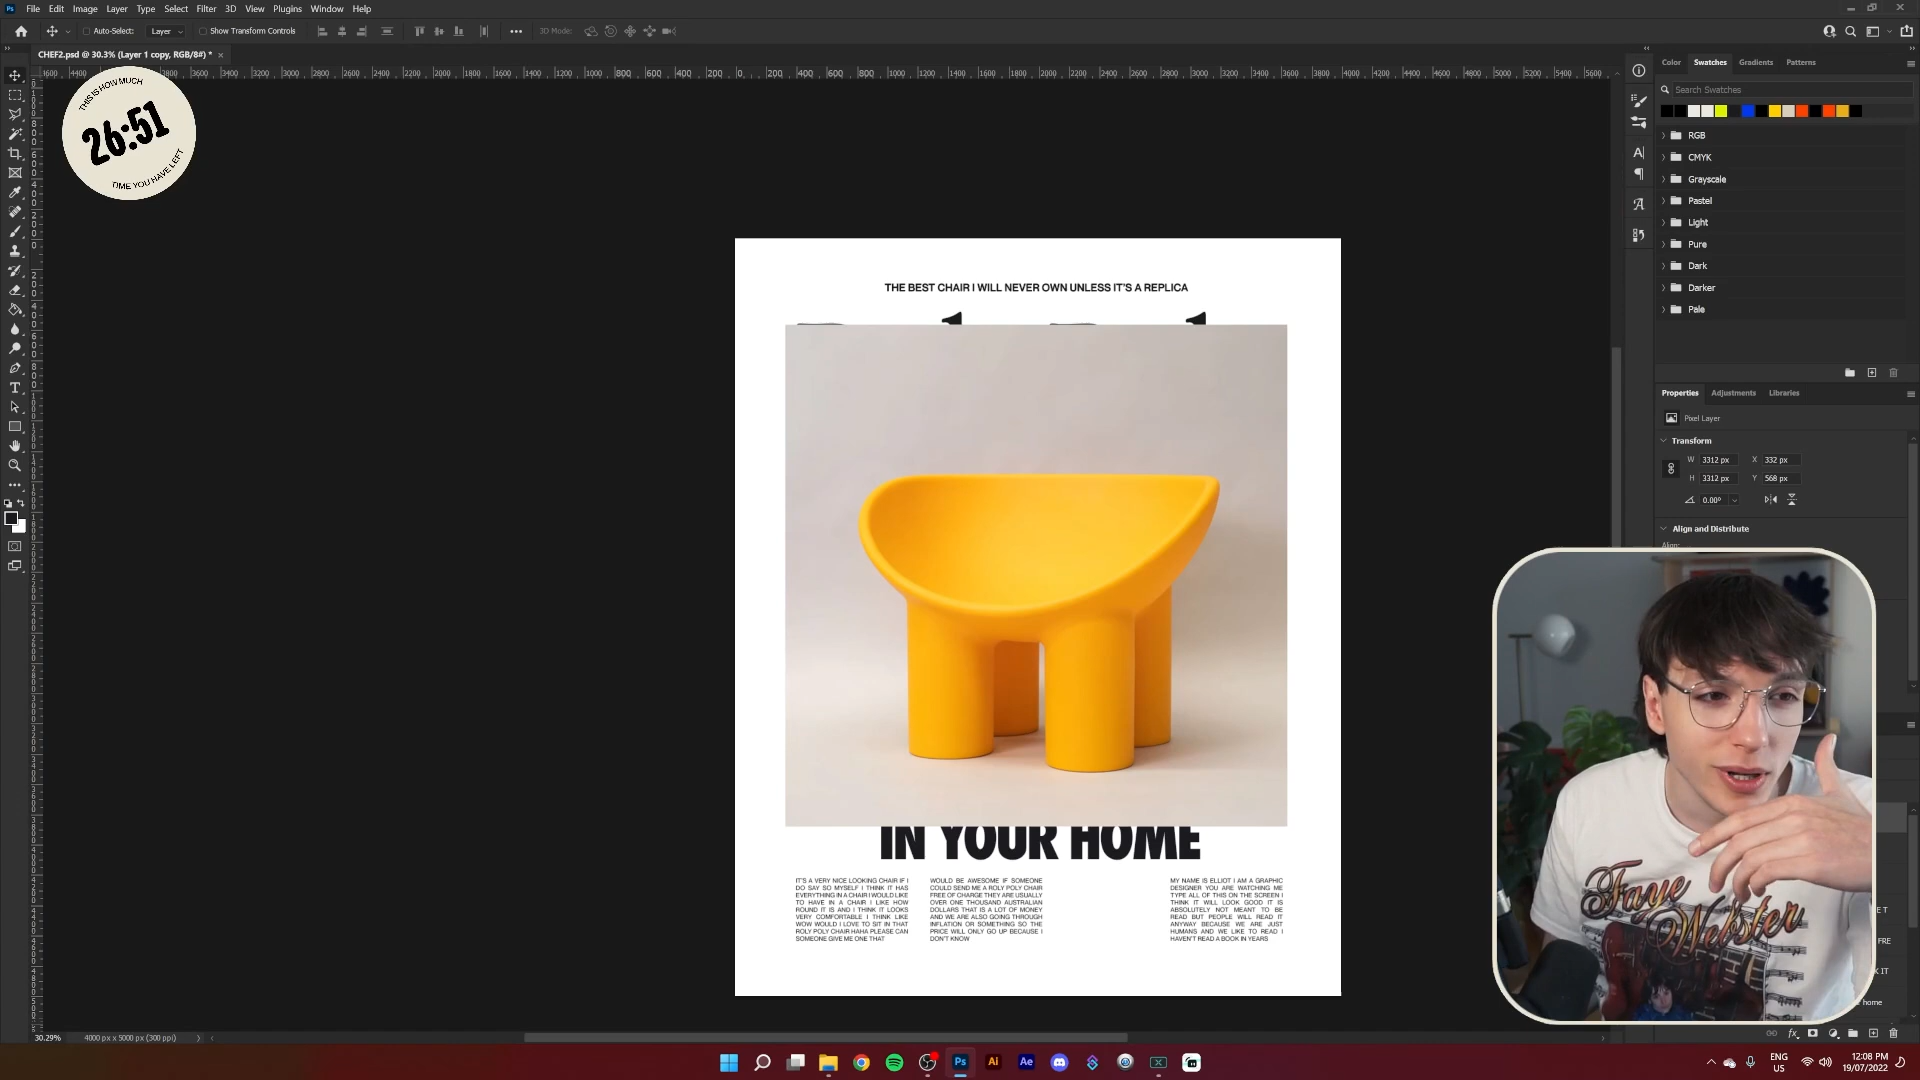 Ps File Edit Image Layer Type Select Filter 3D View Plugins Window Help
Auto-Select: Layer Show Transform Controls ••• 3D Mode:
CHEF2.psd @ 30.3% (Layer 1 copy, RGB/8#) * ×
THIS IS HOW MUCH
26:51
TIME YOU HAVE LEFT
THE BEST CHAIR I WILL NEVER OWN UNLESS IT'S A REPLICA
IN YOUR HOME
IT'S A VERY NICE LOOKING CHAIR IF I
DO SAY SO MYSELF I THINK IT HAS
EVERYTHING IN A CHAIR I WOULD LIKE
TO HAVE IN A CHAIR I LIKE HOW
ROUND IT IS AND I THINK IT LOOKS
VERY COMFORTABLE I THINK LIKE
WOW WOULD I LOVE TO SIT IN THAT
ROLY POLY CHAIR HAHA PLEASE CAN
SOMEONE GIVE ME ONE THAT
WOULD BE AWESOME IF SOMEONE
COULD SEND ME A ROLY POLY CHAIR
FREE OF CHARGE THEY ARE USUALLY
OVER ONE THOUSAND AUSTRALIAN
DOLLARS THAT IS A LOT OF MONEY
AND WE ARE ALSO GOING THROUGH
INFLATION OR SOMETHING SO THE
PRICE WILL ONLY GO UP BECAUSE I
DON'T KNOW
MY NAME IS ELLIOT I AM A GRAPHIC
DESIGNER YOU ARE WATCHING ME
TYPE ALL OF THIS ON THE SCREEN I
THINK IT WILL LOOK GOOD IT IS
ABSOLUTELY NOT MEANT TO BE
READ BUT PEOPLE WILL READ IT
ANYWAY BECAUSE WE ARE JUST
HUMANS AND WE LIKE TO READ I
HAVEN'T READ A BOOK IN YEARS
Color Swatches Gradients Patterns
Search Swatches
RGB
CMYK
Grayscale
Pastel
Light
Pure
Dark
Darker
Pale
Properties Adjustments Libraries
Pixel Layer
Transform
W 3312 px X 332 px
H 3312 px Y 568 px
0.00°
Align and Distribute
Align:
Faye
Webster
E T
FRE
K IT
home
30.29% 4000 px x 5000 px (300 ppi)
Ps Ai Ae
ENG
US
12:08 PM
19/07/2022